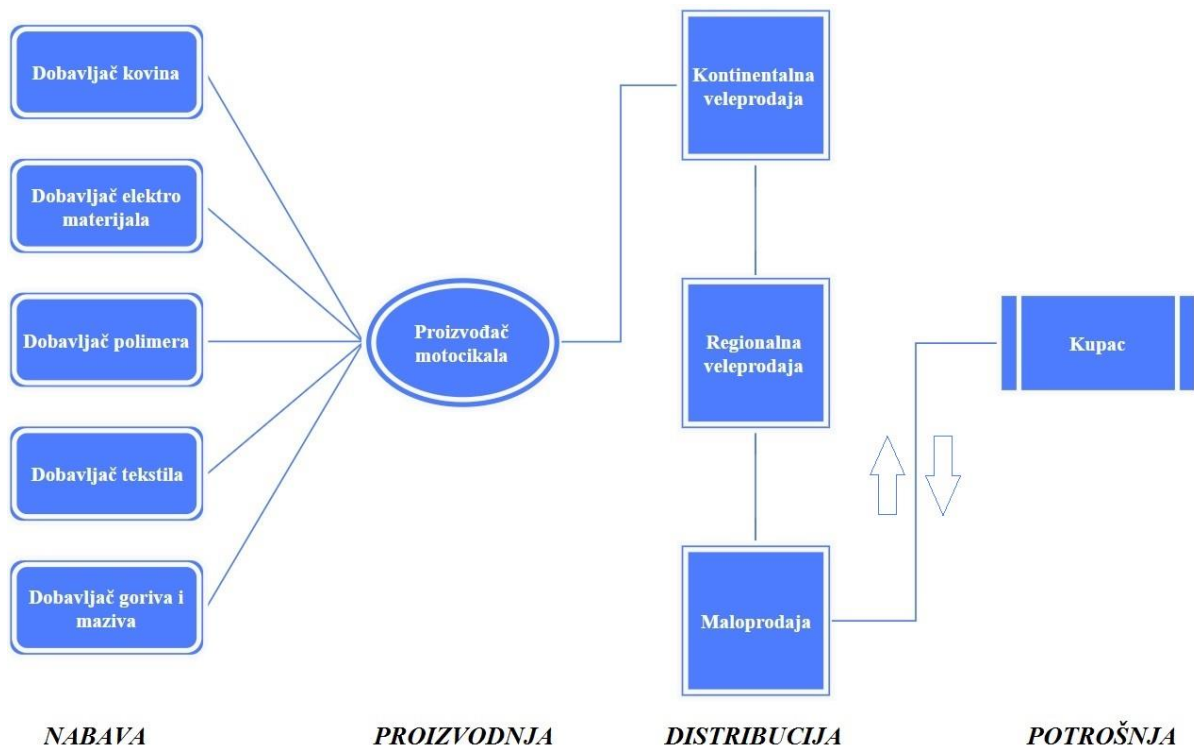 Dobavljač kovina
Dobavljač elektro
materijala
Dobavljač polimera
Dobavljač tekstila
Dobavljač goriva i
maziva
Proizvođač
motocikala
Kontinentalna
veleprodaja
Regionalna
veleprodaja
Maloprodaja
Kupac
NABAVA
PROIZVODNJA
DISTRIBUCIJA
POTROŠNJA